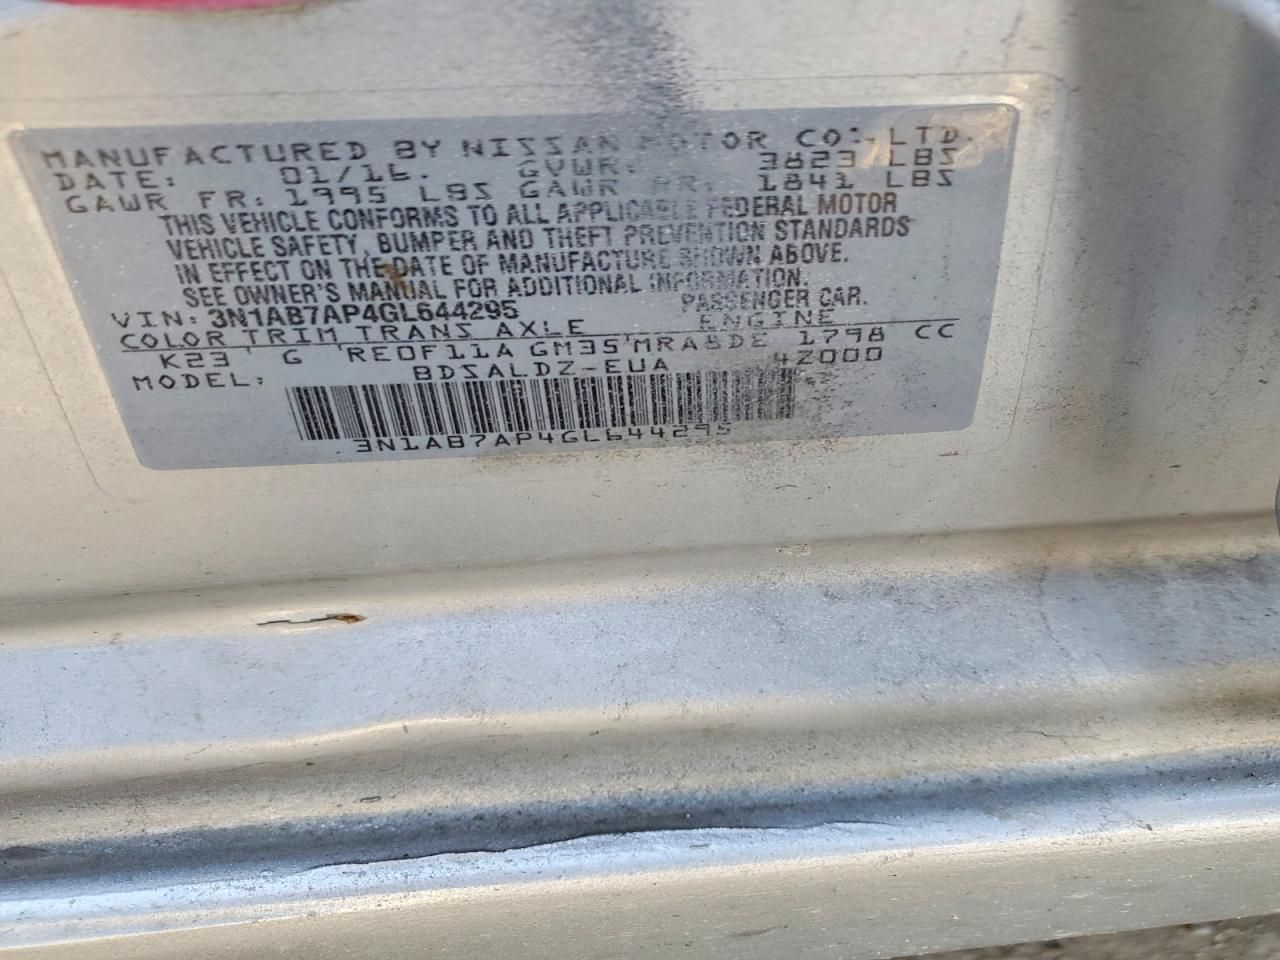 MANUFACTURED BY NISSAN MOTOR CO., LTD.
DATE: 01/16. GVWR: 3823 LBS
GAWR FR: 1995 LBS GAWR RR: 1841 LBS
THIS VEHICLE CONFORMS TO ALL APPLICABLE FEDERAL MOTOR
VEHICLE SAFETY, BUMPER AND THEFT PREVENTION STANDARDS
IN EFFECT ON THE DATE OF MANUFACTURE SHOWN ABOVE.
SEE OWNER'S MANUAL FOR ADDITIONAL INFORMATION.
VIN: 3N1AB7AP4GL644295 PASSENGER CAR.
COLOR TRIM TRANS AXLE ENGINE
K23 G RE0F11A GM35 MRA8DE 1798 CC
MODEL: BDSALDZ-EUA 4Z000
3N1AB7AP4GL644295